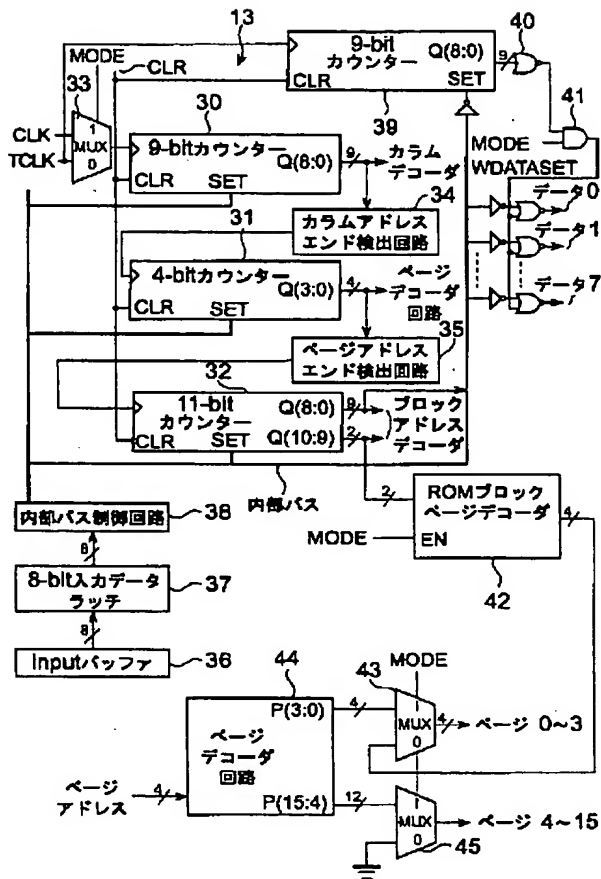 13
MODE
CLR
33
CLK
TCLK
1
MUX
0
9-bit
カウンター
Q(8:0)
CLR
SET
39
9
40
41
MODE
WDATASET
30
9-bitカウンター
Q(8:0)
CLR
SET
9
カラム
デコーダ
34
カラムアドレス
エンド検出回路
31
4-bitカウンター
Q(3:0)
CLR
SET
4
ページ
デコーダ
回路
35
ページアドレス
エンド検出回路
32
11-bit
カウンター
Q(8:0)
Q(10:9)
CLR
SET
9
2
ブロック
アドレス
デコーダ
データ0
データ1
データ7
内部バス
内部バス制御回路
38
8
8-bit入力データ
ラッチ
37
8
Inputバッファ
36
2
ROMブロック
ページデコーダ
EN
MODE
4
42
44
P(3:0)
ページ
デコーダ
回路
P(15:4)
ページ
アドレス
4
4
43
MODE
MUX
0
4
ページ 0~3
12
MUX
0
45
ページ 4~15